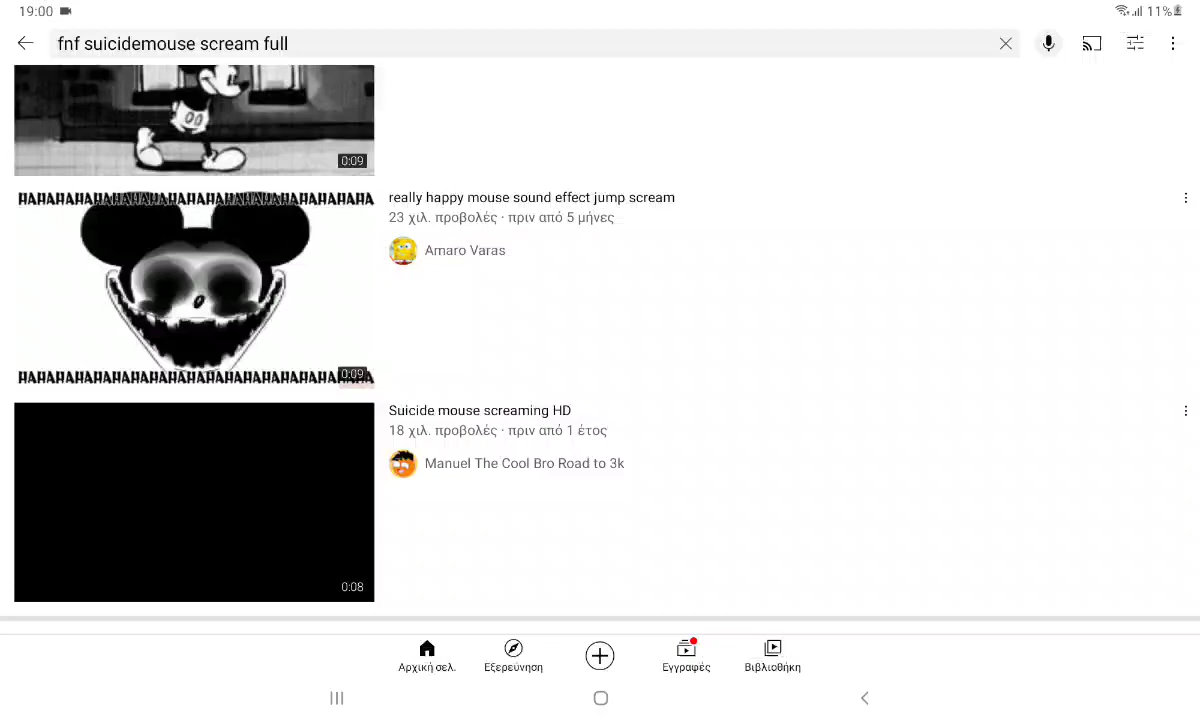 19:00
11%
fnf suicidemouse scream full
0:09
HAHAHAHAHAHAHAHAHAHAHAHAHAHAHAHAHAHAHA
really happy mouse sound effect jump scream
23 χιλ. προβολές · πριν από 5 μήνες
Amaro Varas
0:09
HAHAHAHAHAHAHAHAHAHAHAHAHAHAHAHAHAHAHA
Suicide mouse screaming HD
18 χιλ. προβολές · πριν από 1 έτος
Manuel The Cool Bro Road to 3k
0:08
Αρχική σελ.
Εξερεύνηση
Εγγραφές
Βιβλιοθήκη